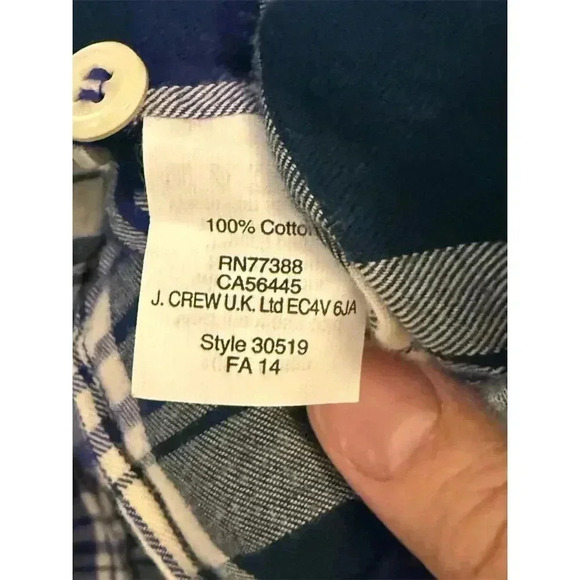 100% Cotton
RN77388
CA56445
J. CREW U.K. Ltd EC4V 6JA
Style 30519
FA 14